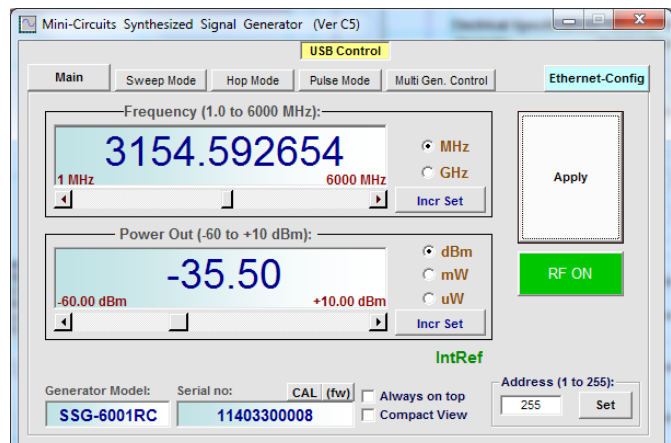 Mini-Circuits Synthesized Signal Generator (Ver C5)
USB Control
Main Sweep Mode Hop Mode Pulse Mode Multi Gen. Control Ethernet-Config
Frequency (1.0 to 6000 MHz):
3154.592654
1 MHz 6000 MHz
MHz
GHz
Incr Set
Apply
Power Out (-60 to +10 dBm):
-35.50
-60.00 dBm +10.00 dBm
dBm
mW
uW
Incr Set
RF ON
IntRef
Generator Model: Serial no: CAL (fw)
SSG-6001RC 11403300008
Always on top
Compact View
Address (1 to 255):
255 Set